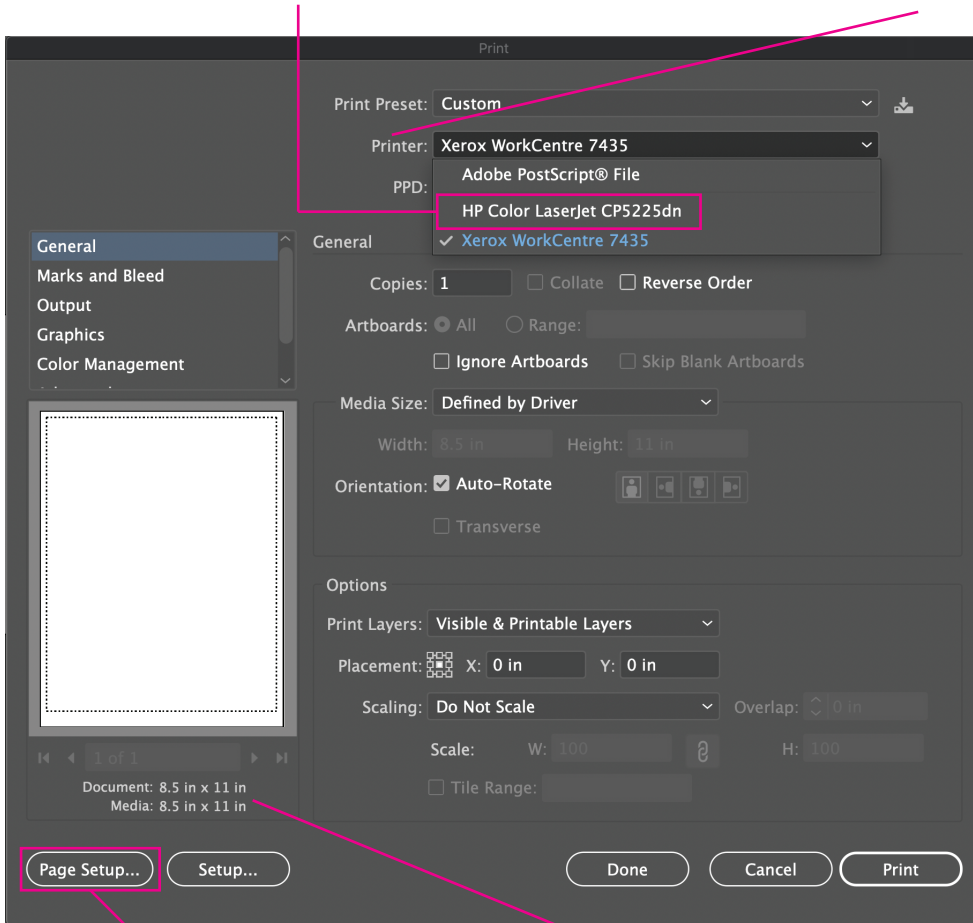 Print
Print Preset: Custom
Printer: Xerox WorkCentre 7435
Adobe PostScript® File
PPD:
HP Color LaserJet CP5225dn
✓ Xerox WorkCentre 7435
General
Marks and Bleed
Output
Graphics
Color Management
General
Copies: 1 Collate Reverse Order
Artboards: All Range:
Ignore Artboards Skip Blank Artboards
Media Size: Defined by Driver
Width: 8.5 in Height: 11 in
Orientation: Auto-Rotate
Transverse
Options
Print Layers: Visible & Printable Layers
Placement: X: 0 in Y: 0 in
Scaling: Do Not Scale Overlap: 0 in
Scale: W: 100 H: 100
Tile Range:
1 of 1
Document: 8.5 in x 11 in
Media: 8.5 in x 11 in
Page Setup... Setup... Done Cancel Print